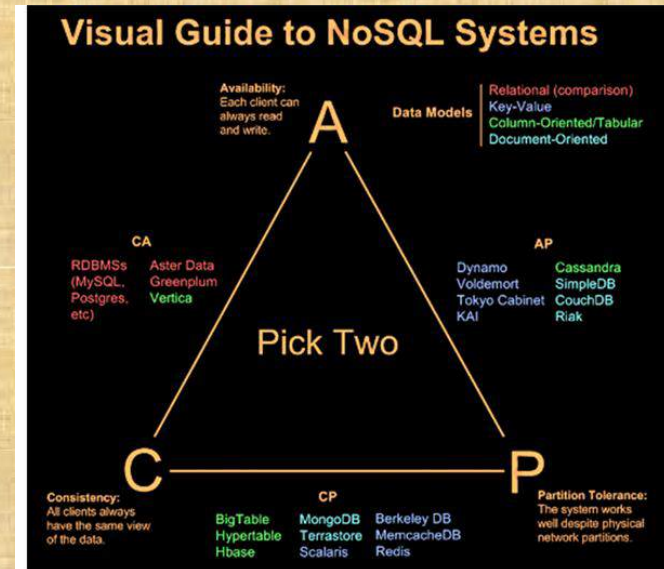 Visual Guide to NoSQL Systems
Availability:
Each client can
always read
and write.
A
Data Models
Relational (comparison)
Key-Value
Column-Oriented/Tabular
Document-Oriented
CA
RDBMSs
(MySQL,
Postgres,
etc)
Aster Data
Greenplum
Vertica
AP
Dynamo
Voldemort
Tokyo Cabinet
KAI
Cassandra
SimpleDB
CouchDB
Riak
Pick Two
C
Consistency:
All clients always
have the same view
of the data.
CP
BigTable
Hypertable
Hbase
MongoDB
Terrastore
Scalaris
Berkeley DB
MemcacheDB
Redis
P
Partition Tolerance:
The system works
well despite physical
network partitions.